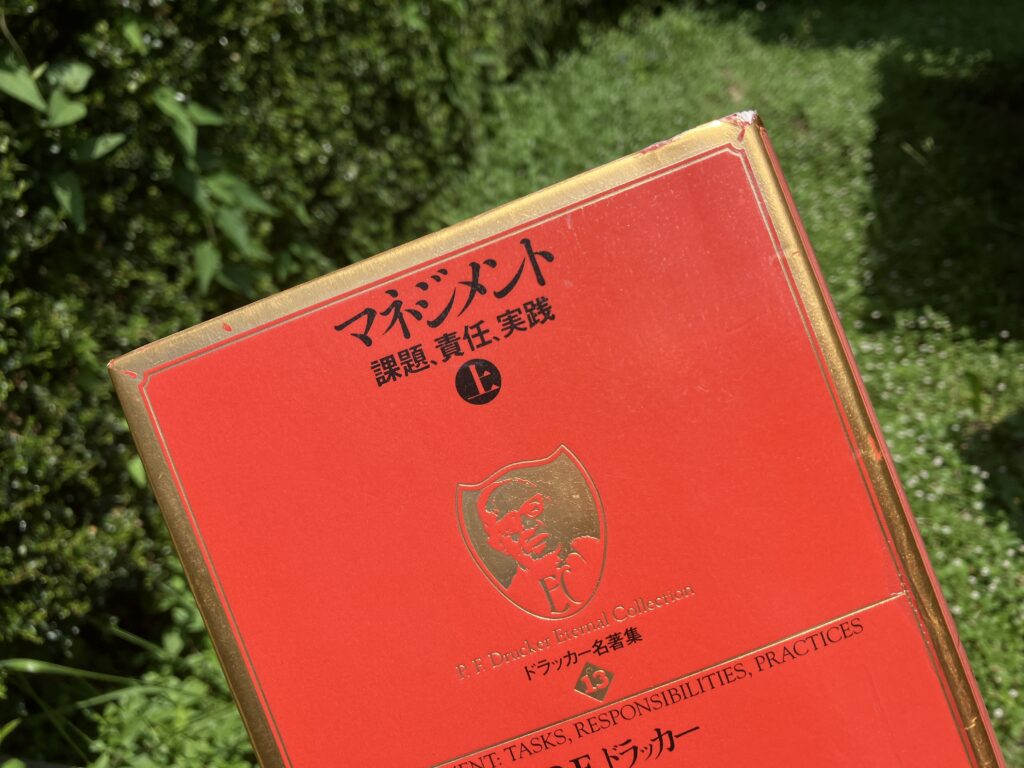 マネジメント
課題、責任、実践
上
EC
P. F. Drucker Eternal Collection
ドラッカー名著集
13
ENT: TASKS, RESPONSIBILITIES, PRACTICES
F ドラッカー